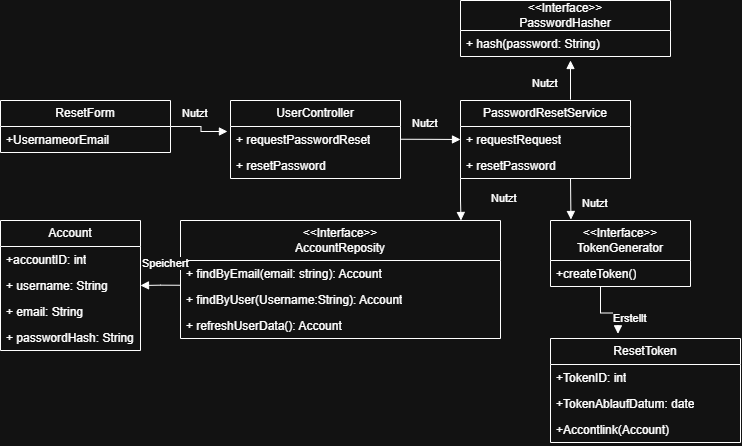 <<Interface>>
PasswordHasher
+ hash(password: String)
Nutzt
ResetForm
+UsernameorEmail
Nutzt
UserController
+ requestPasswordReset
+ resetPassword
Nutzt
PasswordResetService
+ requestRequest
+ resetPassword
Nutzt
Nutzt
Account
+accountID: int
+ username: String
+ email: String
+ passwordHash: String
Speichert
<<Interface>>
AccountReposity
+ findByEmail(email: string): Account
+ findByUser(Username:String): Account
+ refreshUserData(): Account
<<Interface>>
TokenGenerator
+createToken()
Erstellt
ResetToken
+TokenID: int
+TokenAblaufDatum: date
+Accontlink(Account)